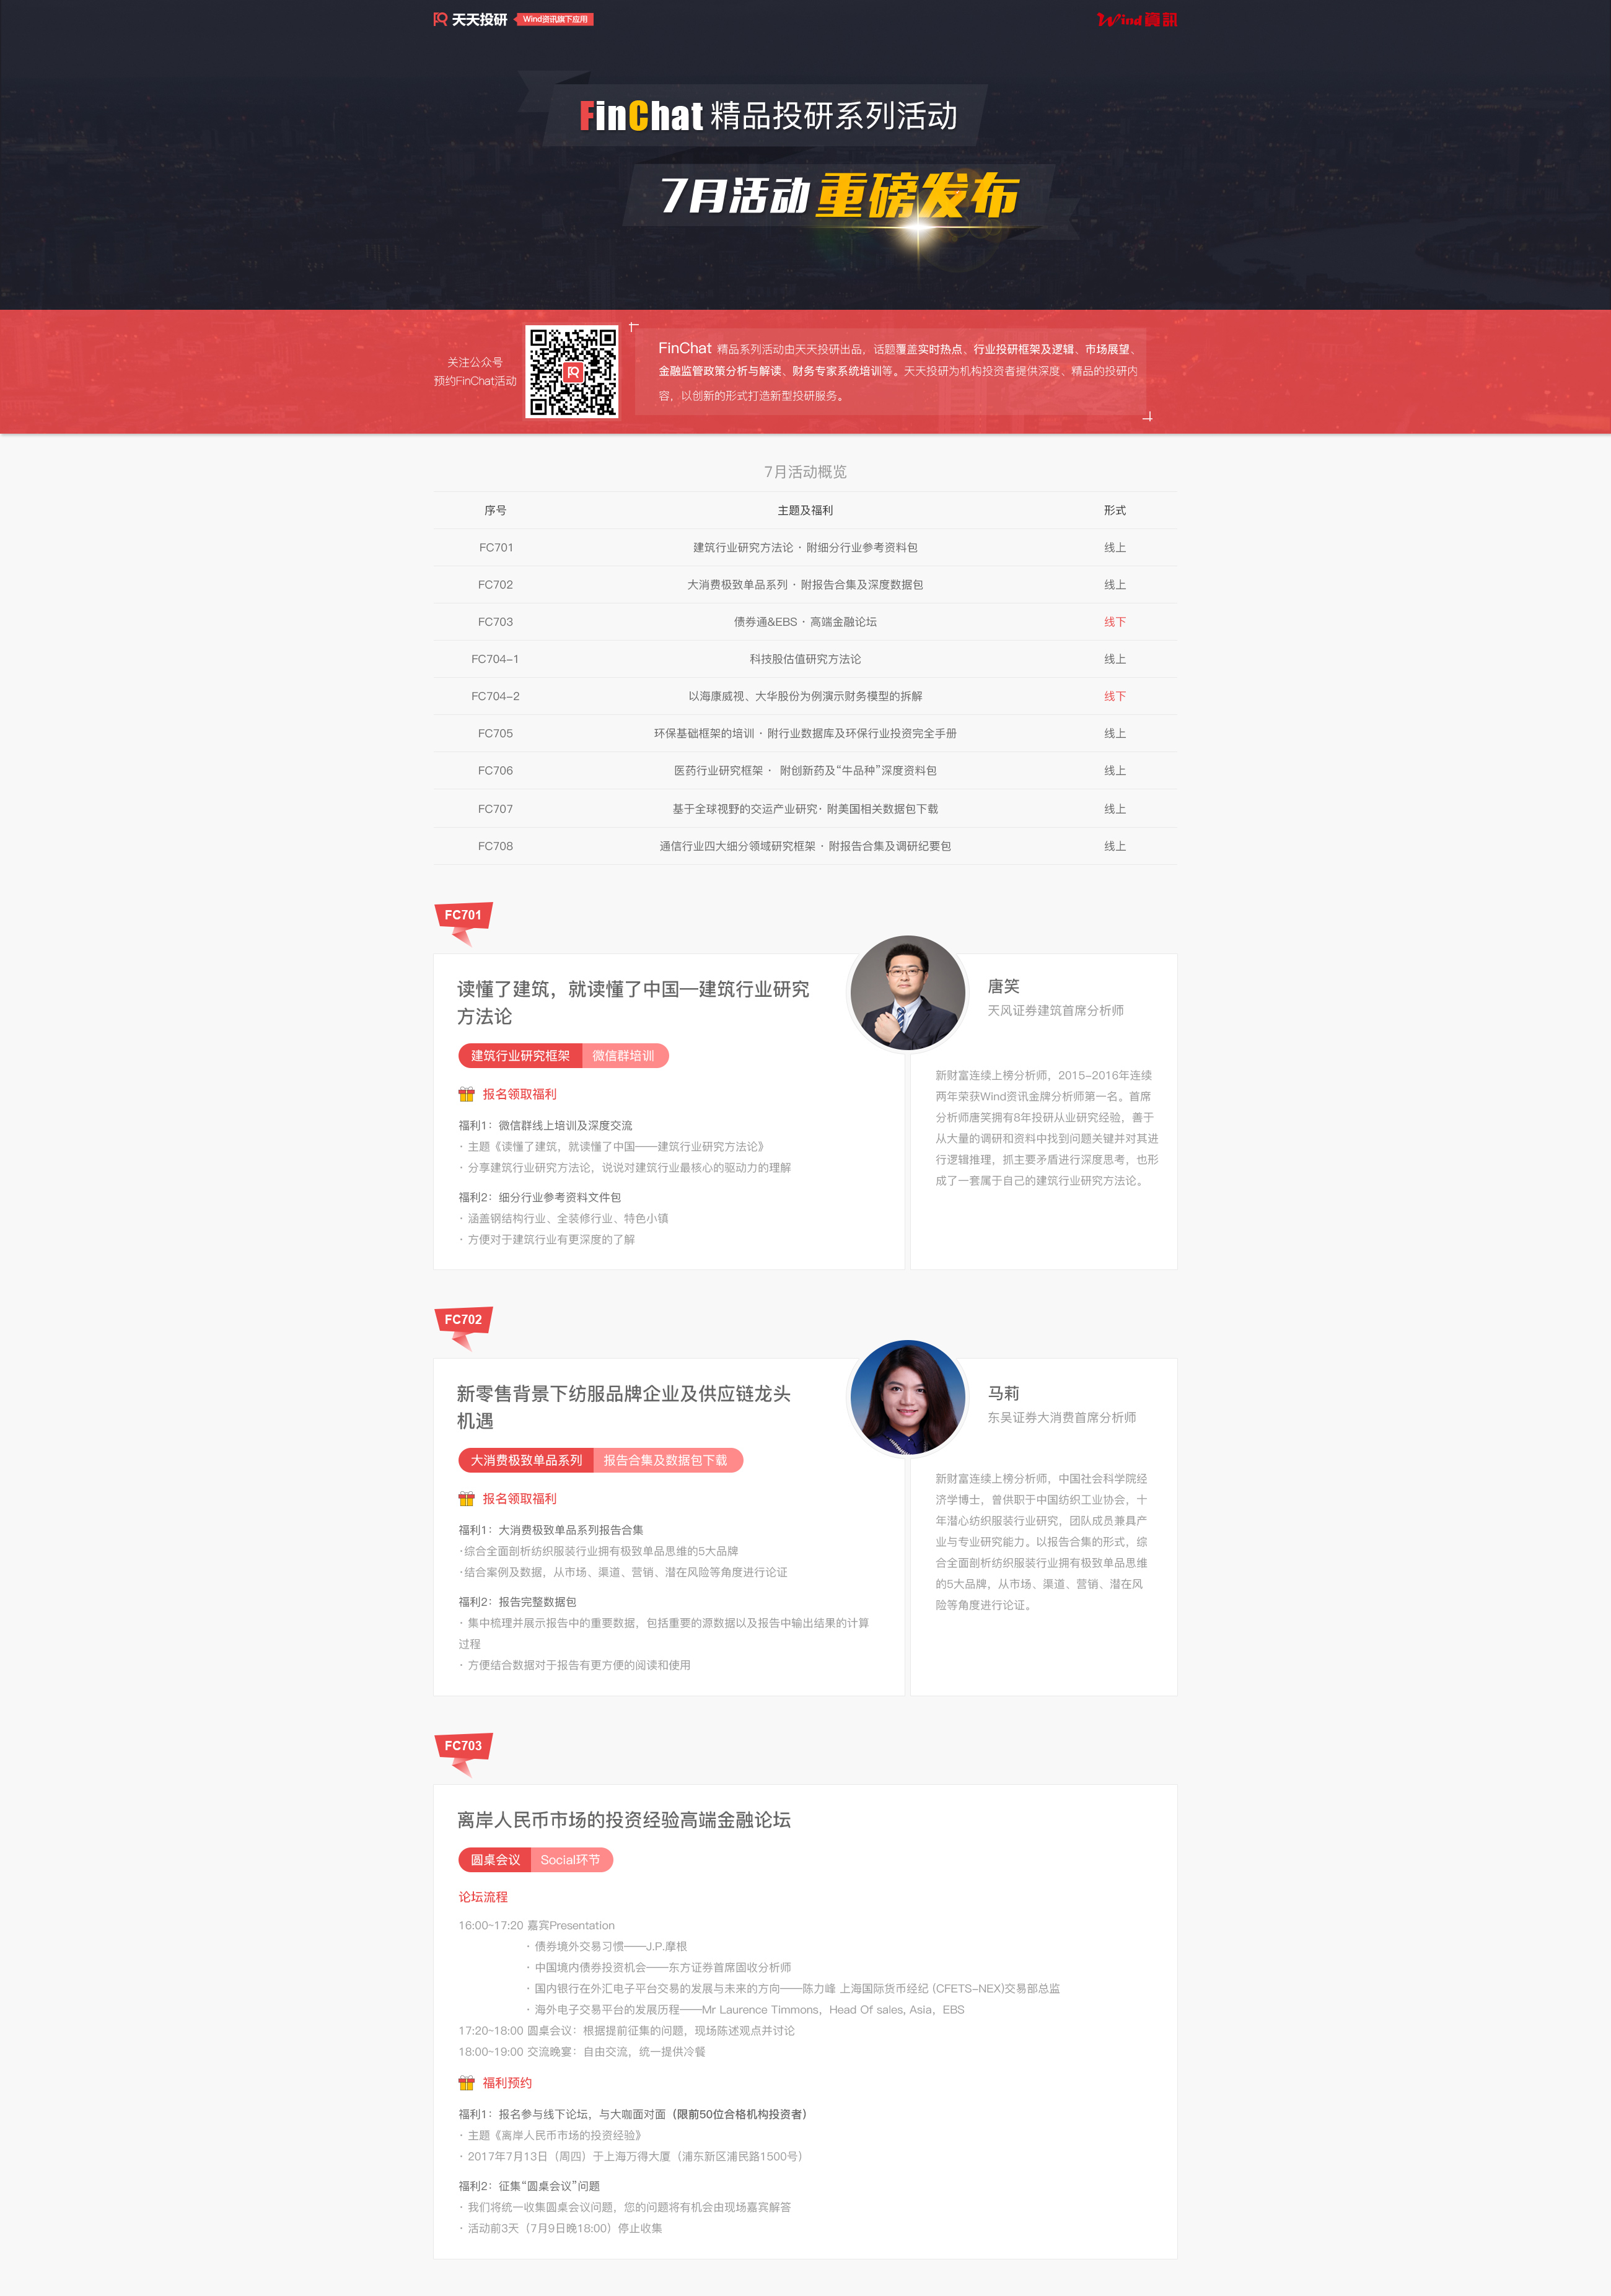 天天投研 Wind资讯旗下应用
Wind資訊
FinChat 精品投研系列活动
7月活动重磅发布
关注公众号
预约FinChat活动
FinChat 精品系列活动由天天投研出品，话题覆盖实时热点、行业投研框架及逻辑、市场展望、
金融监管政策分析与解读、财务专家系统培训等。天天投研为机构投资者提供深度、精品的投研内
容，以创新的形式打造新型投研服务。
7月活动概览
序号 主题及福利 形式
FC701 建筑行业研究方法论 · 附细分行业参考资料包 线上
FC702 大消费极致单品系列 · 附报告合集及深度数据包 线上
FC703 债券通&EBS · 高端金融论坛 线下
FC704-1 科技股估值研究方法论 线上
FC704-2 以海康威视、大华股份为例演示财务模型的拆解 线下
FC705 环保基础框架的培训 · 附行业数据库及环保行业投资完全手册 线上
FC706 医药行业研究框架 · 附创新药及“牛品种”深度资料包 线上
FC707 基于全球视野的交运产业研究· 附美国相关数据包下载 线上
FC708 通信行业四大细分领域研究框架 · 附报告合集及调研纪要包 线上
FC701
读懂了建筑，就读懂了中国—建筑行业研究
方法论
建筑行业研究框架 微信群培训
报名领取福利
福利1：微信群线上培训及深度交流
· 主题《读懂了建筑，就读懂了中国——建筑行业研究方法论》
· 分享建筑行业研究方法论，说说对建筑行业最核心的驱动力的理解
福利2：细分行业参考资料文件包
· 涵盖钢结构行业、全装修行业、特色小镇
· 方便对于建筑行业有更深度的了解
唐笑
天风证券建筑首席分析师
新财富连续上榜分析师，2015-2016年连续
两年荣获Wind资讯金牌分析师第一名。首席
分析师唐笑拥有8年投研从业研究经验，善于
从大量的调研和资料中找到问题关键并对其进
行逻辑推理，抓主要矛盾进行深度思考，也形
成了一套属于自己的建筑行业研究方法论。
FC702
新零售背景下纺服品牌企业及供应链龙头
机遇
大消费极致单品系列 报告合集及数据包下载
报名领取福利
福利1：大消费极致单品系列报告合集
·综合全面剖析纺织服装行业拥有极致单品思维的5大品牌
·结合案例及数据，从市场、渠道、营销、潜在风险等角度进行论证
福利2：报告完整数据包
· 集中梳理并展示报告中的重要数据，包括重要的源数据以及报告中输出结果的计算
过程
· 方便结合数据对于报告有更方便的阅读和使用
马莉
东吴证券大消费首席分析师
新财富连续上榜分析师，中国社会科学院经
济学博士，曾供职于中国纺织工业协会，十
年潜心纺织服装行业研究，团队成员兼具产
业与专业研究能力。以报告合集的形式，综
合全面剖析纺织服装行业拥有极致单品思维
的5大品牌，从市场、渠道、营销、潜在风
险等角度进行论证。
FC703
离岸人民币市场的投资经验高端金融论坛
圆桌会议 Social环节
论坛流程
16:00~17:20 嘉宾Presentation
· 债券境外交易习惯——J.P.摩根
· 中国境内债券投资机会——东方证券首席固收分析师
· 国内银行在外汇电子平台交易的发展与未来的方向——陈力峰 上海国际货币经纪 (CFETS-NEX)交易部总监
· 海外电子交易平台的发展历程——Mr Laurence Timmons，Head Of sales, Asia，EBS
17:20~18:00 圆桌会议：根据提前征集的问题，现场陈述观点并讨论
18:00~19:00 交流晚宴：自由交流，统一提供冷餐
福利预约
福利1：报名参与线下论坛，与大咖面对面（限前50位合格机构投资者）
· 主题《离岸人民币市场的投资经验》
· 2017年7月13日（周四）于上海万得大厦（浦东新区浦民路1500号）
福利2：征集“圆桌会议”问题
· 我们将统一收集圆桌会议问题，您的问题将有机会由现场嘉宾解答
· 活动前3天（7月9日晚18:00）停止收集